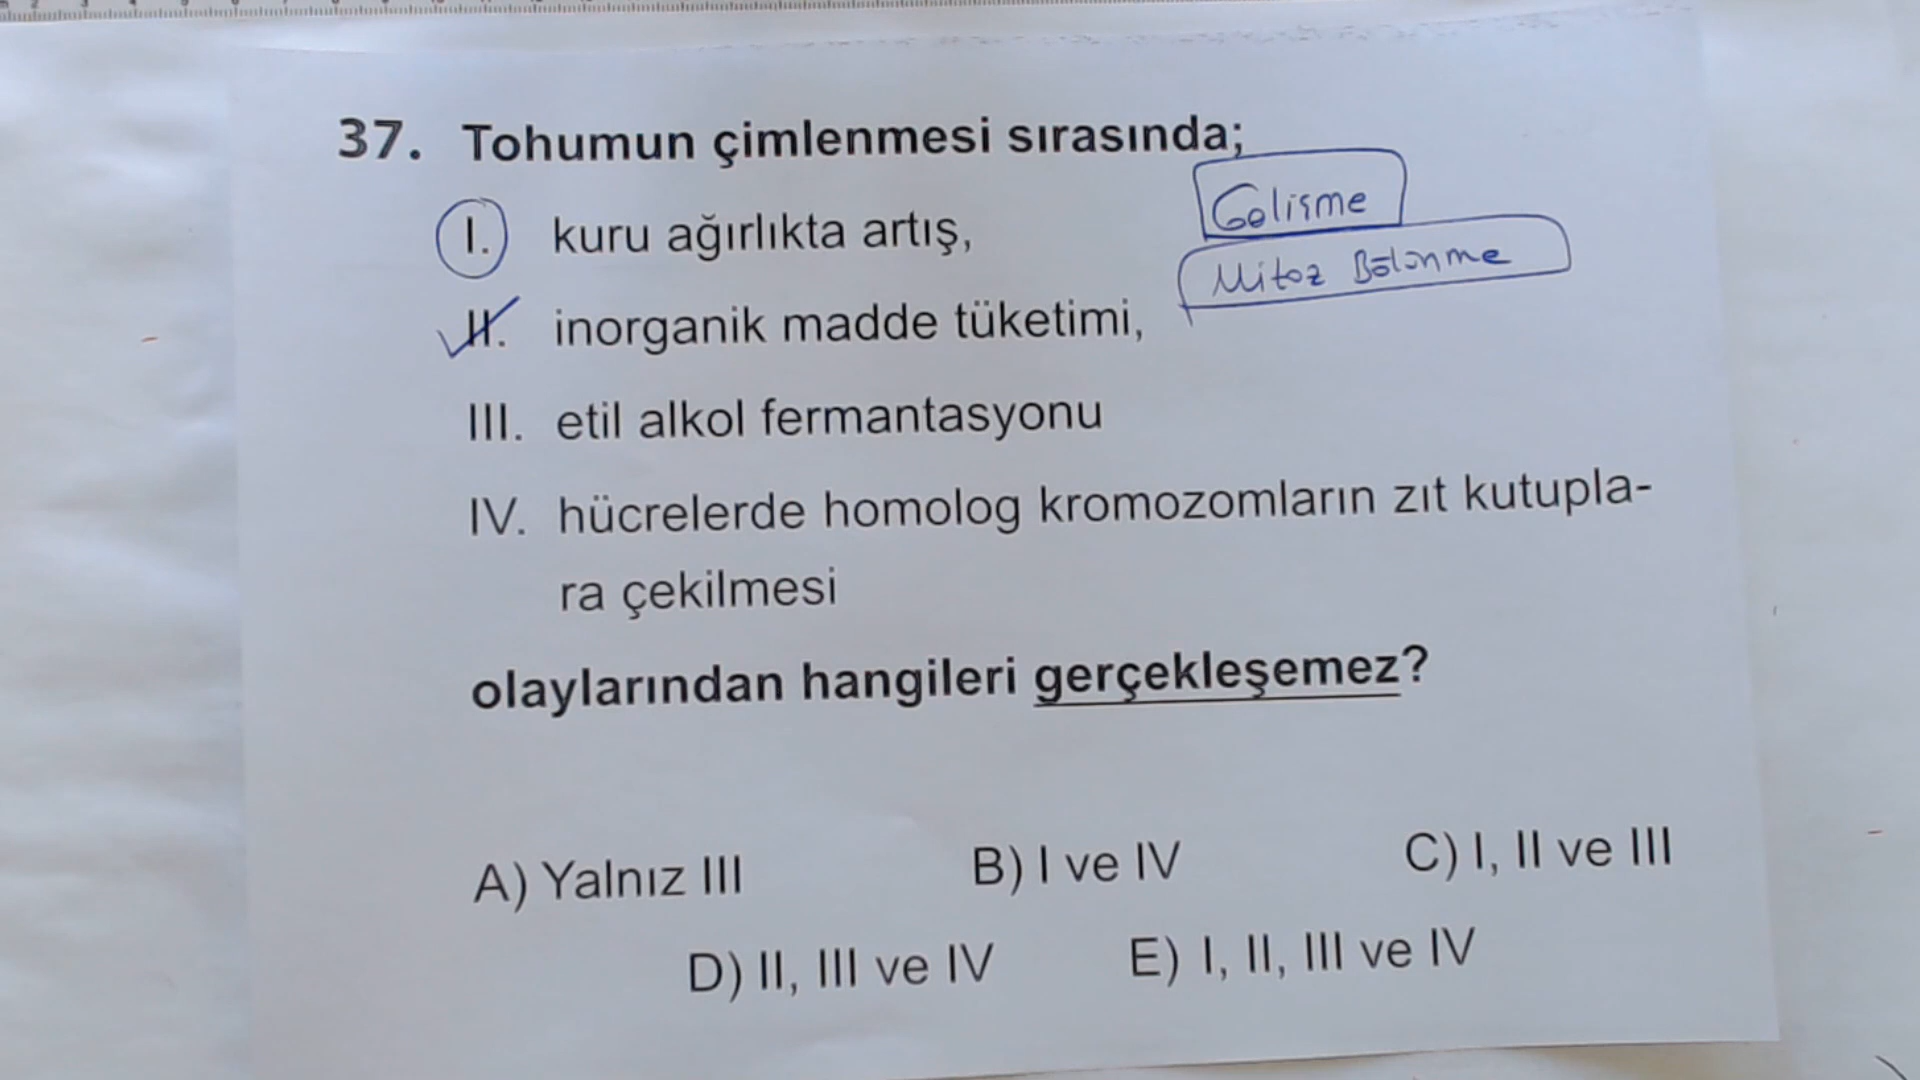 37. Tohumun çimlenmesi sırasında;
Gelişme
I. kuru ağırlıkta artış,
Mitoz Bölünme
II. inorganik madde tüketimi,
III. etil alkol fermantasyonu
IV. hücrelerde homolog kromozomların zıt kutupla-
ra çekilmesi
olaylarından hangileri gerçekleşemez?
A) Yalnız III B) I ve IV C) I, II ve III
D) II, III ve IV E) I, II, III ve IV